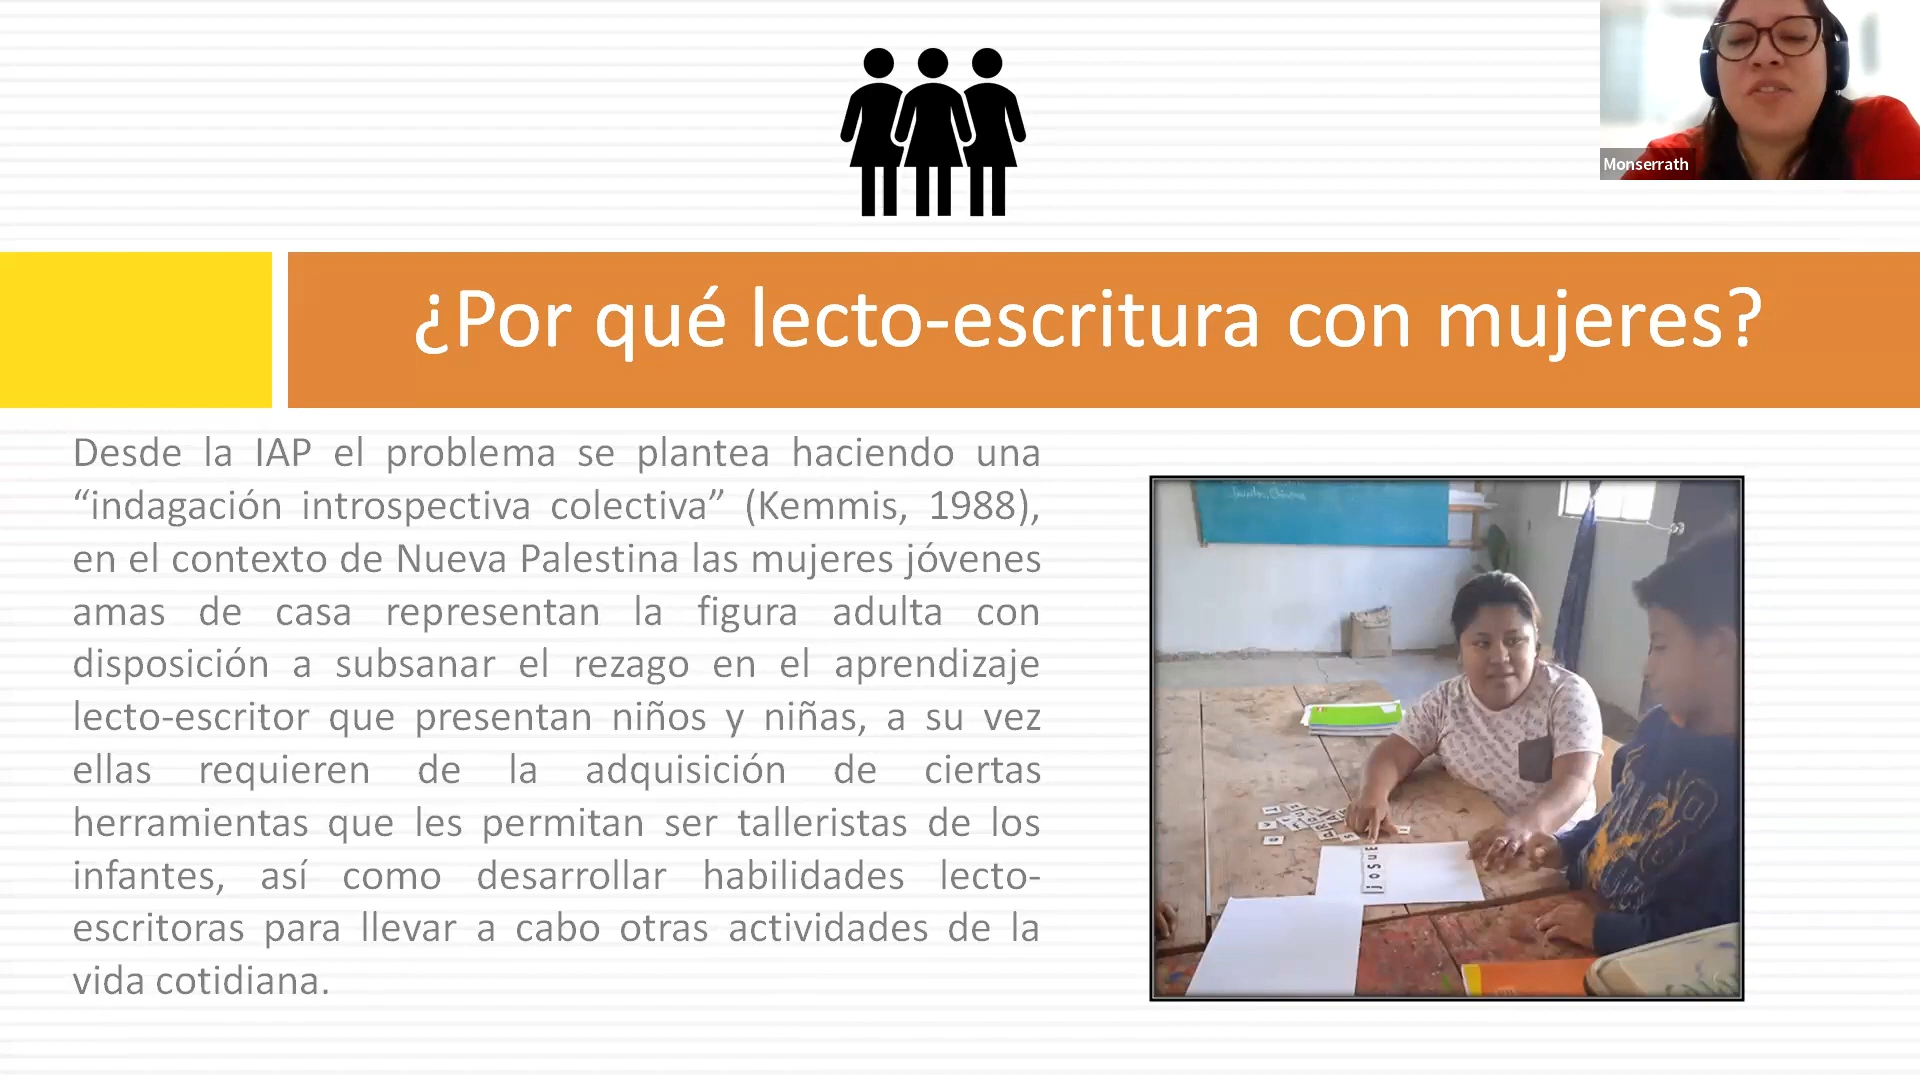 Monserrath
¿Por qué lecto-escritura con mujeres?
Desde la IAP el problema se plantea haciendo una
“indagación introspectiva colectiva” (Kemmis, 1988),
en el contexto de Nueva Palestina las mujeres jóvenes
amas de casa representan la figura adulta con
disposición a subsanar el rezago en el aprendizaje
lecto-escritor que presentan niños y niñas, a su vez
ellas requieren de la adquisición de ciertas
herramientas que les permitan ser talleristas de los
infantes, así como desarrollar habilidades lecto-
escritoras para llevar a cabo otras actividades de la
vida cotidiana.
JOSUE